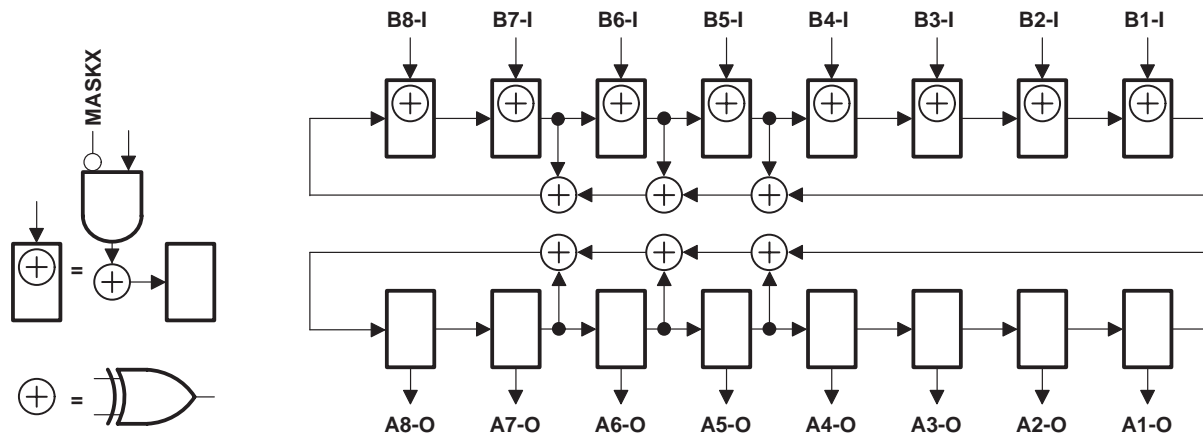 B8-I B7-I B6-I B5-I B4-I B3-I B2-I B1-I
MASKX
=
=
A8-O A7-O A6-O A5-O A4-O A3-O A2-O A1-O